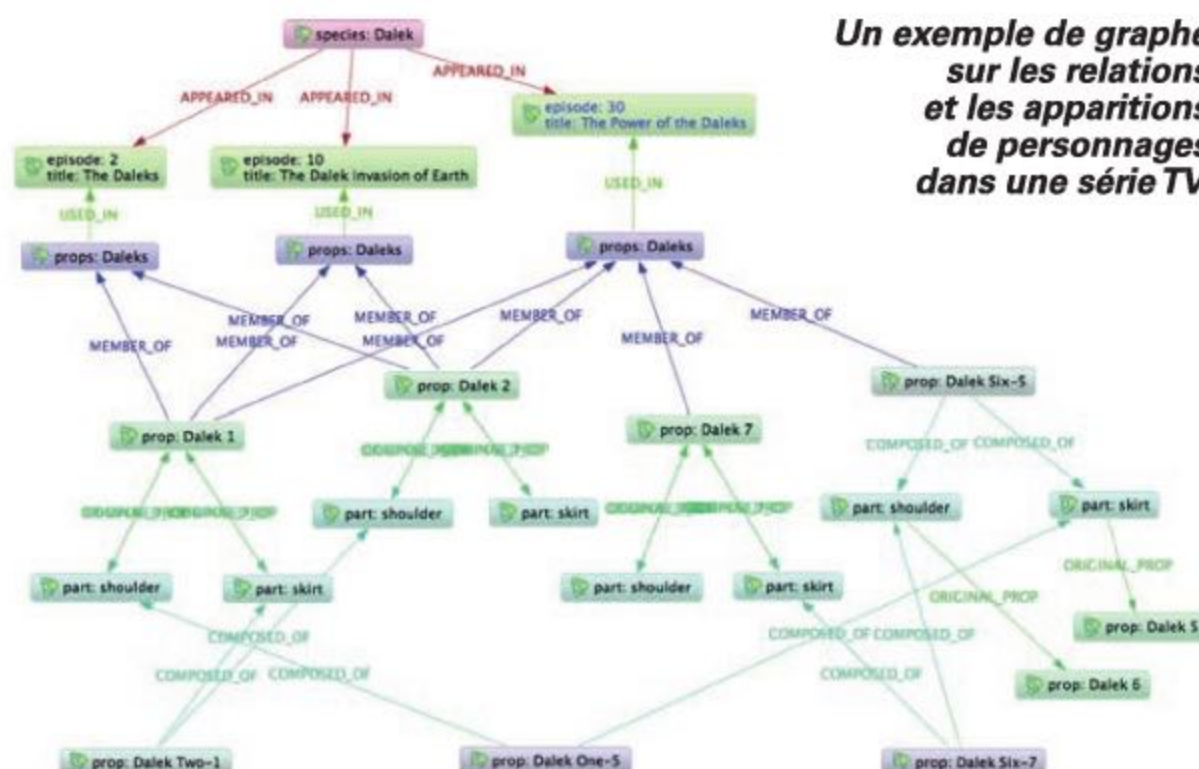 Un exemple de graphe
sur les relations
et les apparitions
de personnages
dans une série TV
species: Dalek
APPEARED_IN
APPEARED_IN
APPEARED_IN
episode: 30
title: The Power of the Daleks
episode: 2
title: The Daleks
episode: 10
title: The Dalek Invasion of Earth
USED_IN
USED_IN
USED_IN
props: Daleks
props: Daleks
props: Daleks
MEMBER_OF
MEMBER_OF
MEMBER_OF
MEMBER_OF
MEMBER_OF
MEMBER_OF
MEMBER_OF
MEMBER_OF
prop: Dalek 2
prop: Dalek Six-5
prop: Dalek 1
prop: Dalek 7
COMPOSED_OF
COMPOSED_OF
part: shoulder
part: skirt
part: shoulder
part: skirt
part: shoulder
part: skirt
part: shoulder
part: skirt
ORIGINAL_PROP
ORIGINAL_PROP
prop: Dalek 5
COMPOSED_OF
COMPOSED_OF
COMPOSED_OF
COMPOSED_OF
COMPOSED_OF
COMPOSED_OF
prop: Dalek 6
prop: Dalek Two-1
prop: Dalek One-5
prop: Dalek Six-7